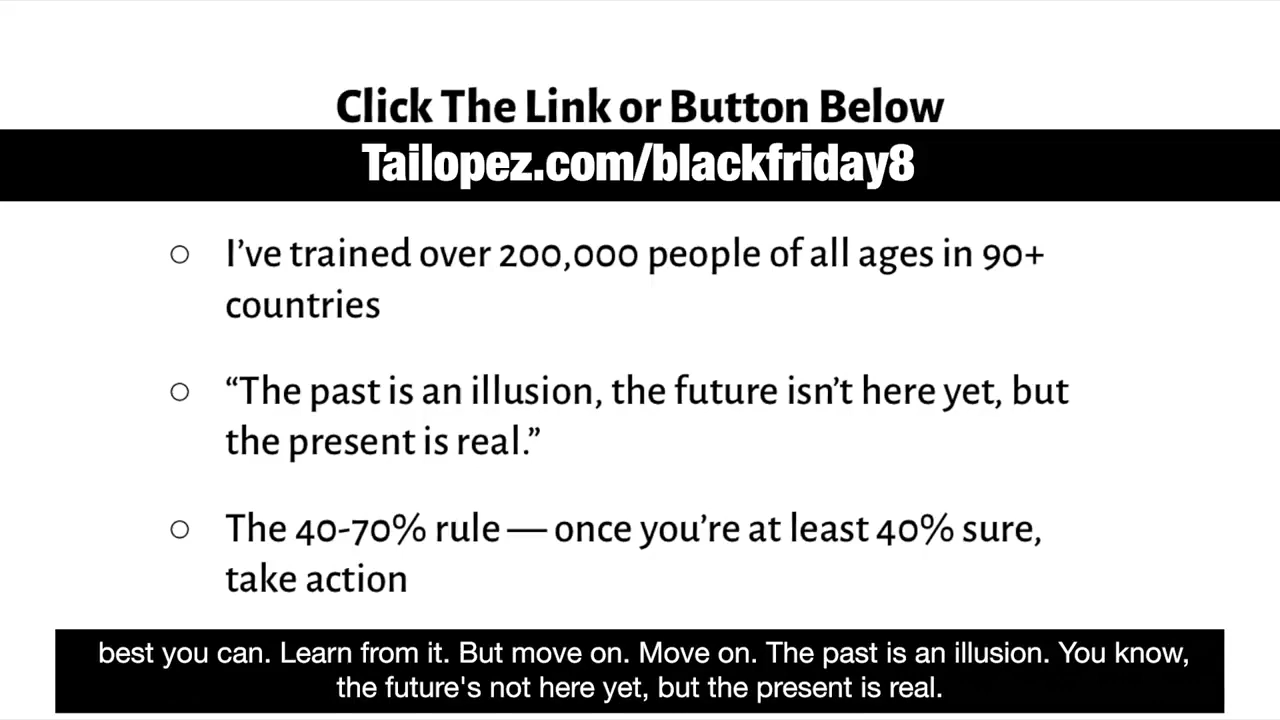 Click The Link or Button Below
Tailopez.com/blackfriday8
○ I’ve trained over 200,000 people of all ages in 90+
countries
○ “The past is an illusion, the future isn’t here yet, but
the present is real.”
○ The 40-70% rule — once you’re at least 40% sure,
take action
best you can. Learn from it. But move on. Move on. The past is an illusion. You know,
the future's not here yet, but the present is real.